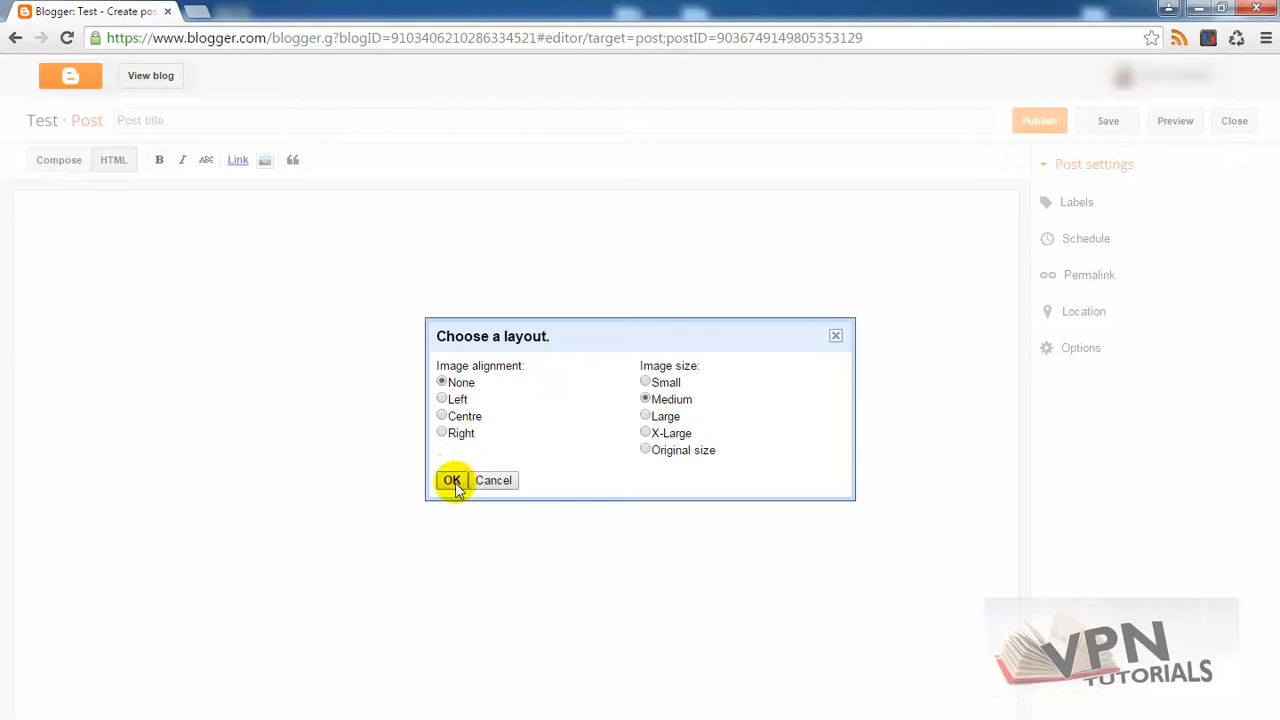 Blogger: Test - Create pos
https://www.blogger.com/blogger.g?blogID=9103406210286334521#editor/target=post;postID=9036749149805353129
View blog
Test · Post
Post title
Publish
Save
Preview
Close
Compose
HTML
B
I
ABC
Link
Post settings
Labels
Schedule
Permalink
Location
Options
Choose a layout.
Image alignment:
None
Left
Centre
Right
Image size:
Small
Medium
Large
X-Large
Original size
OK
Cancel
VPN
TUTORIALS